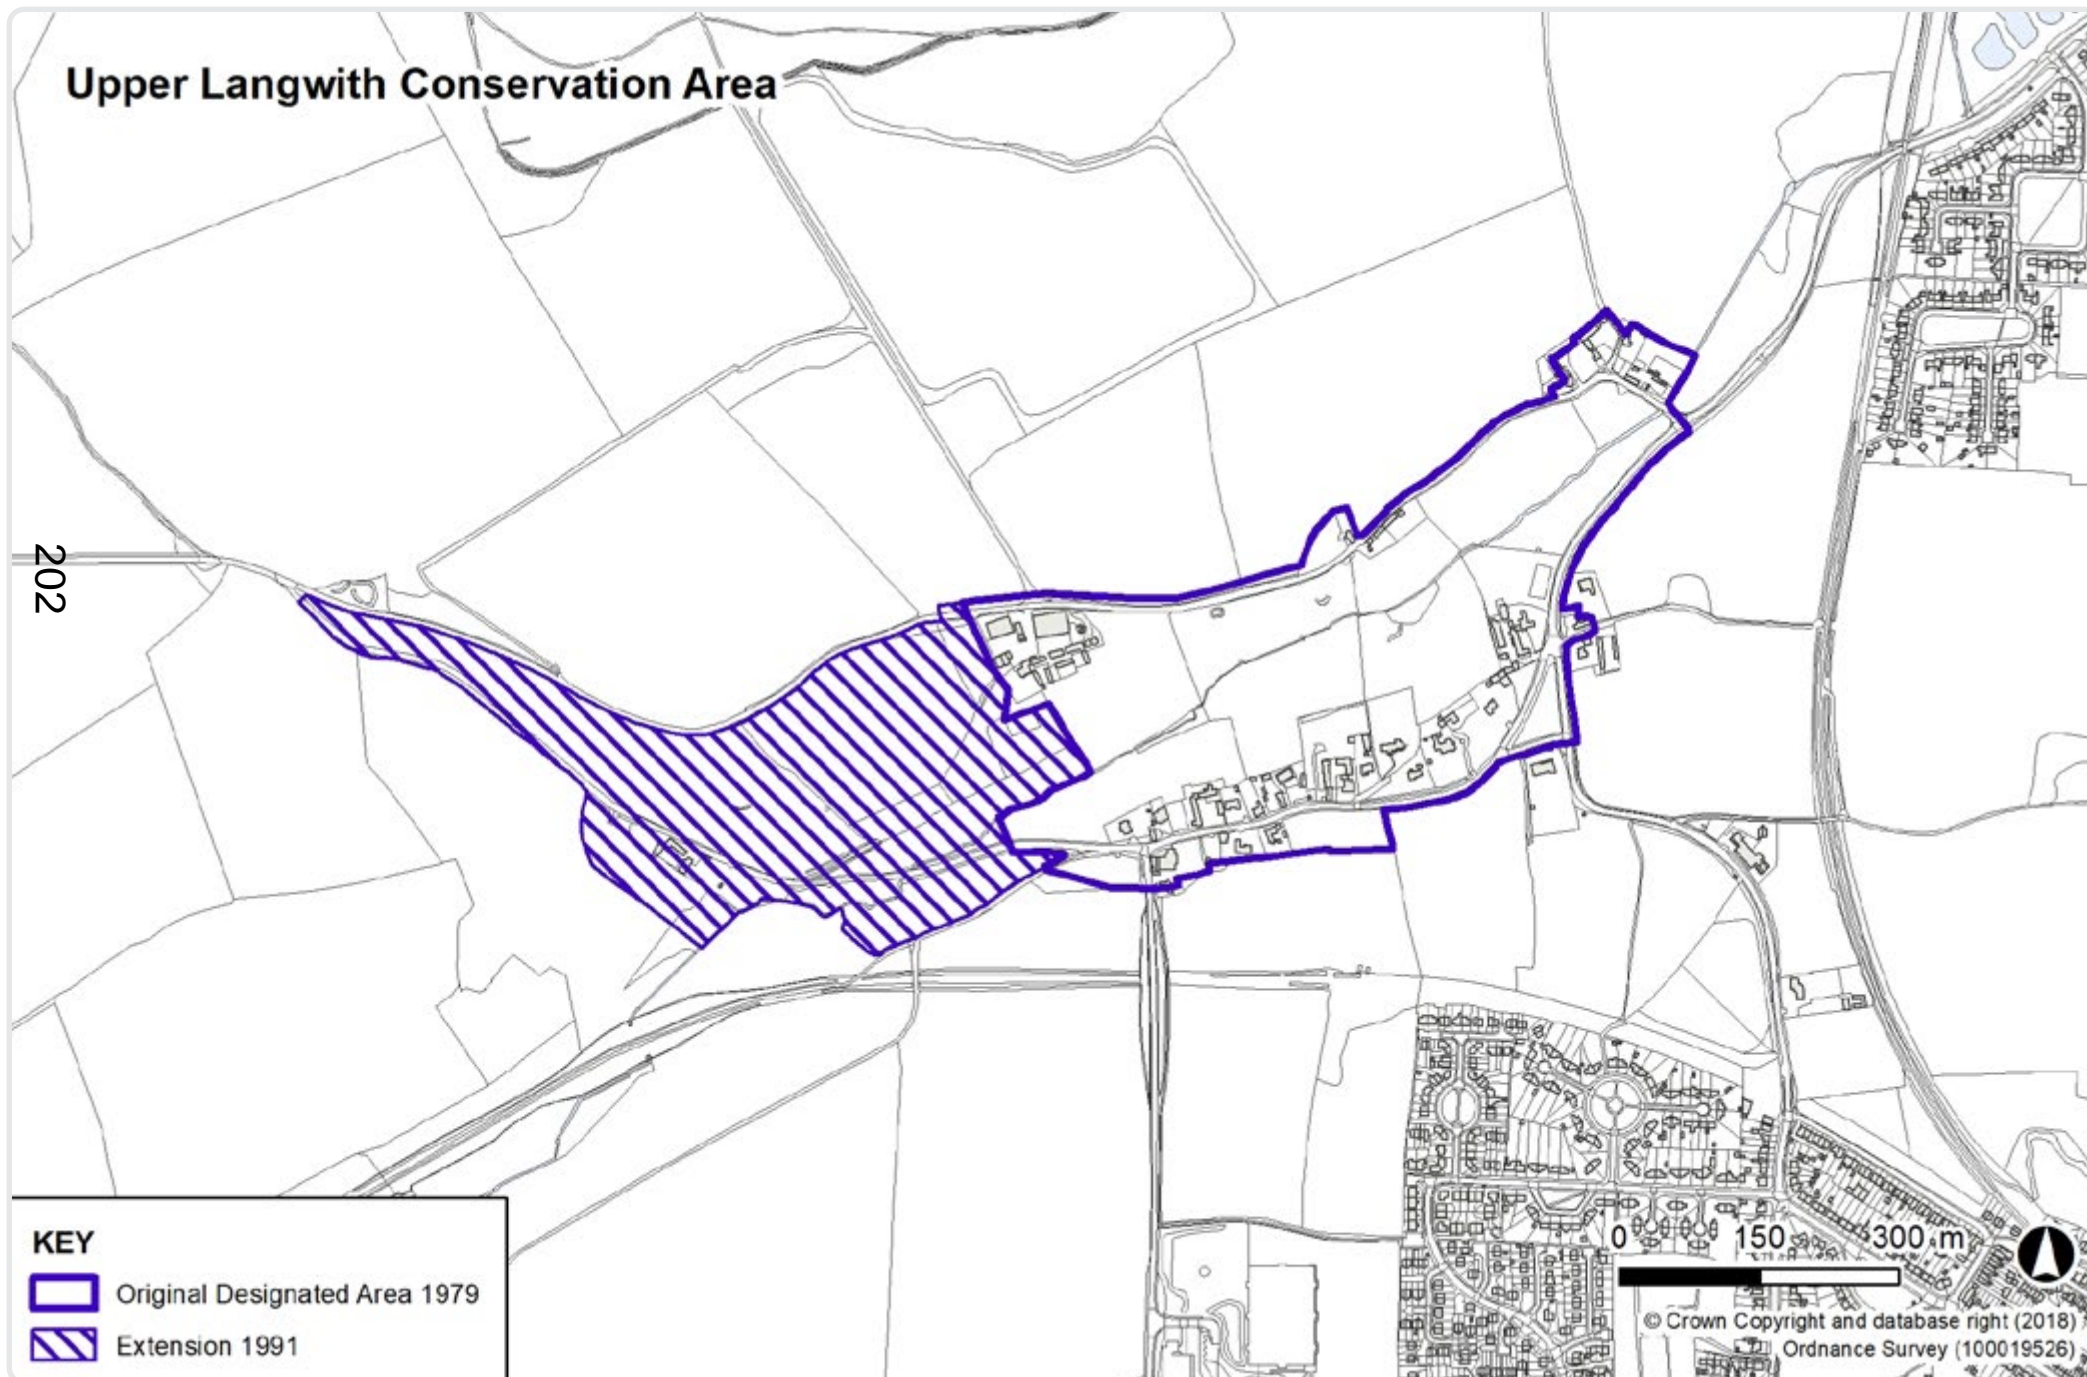 Upper Langwith Conservation Area
202
KEY
Original Designated Area 1979
Extension 1991
0 150 300 m
© Crown Copyright and database right (2018)
Ordnance Survey (100019526)